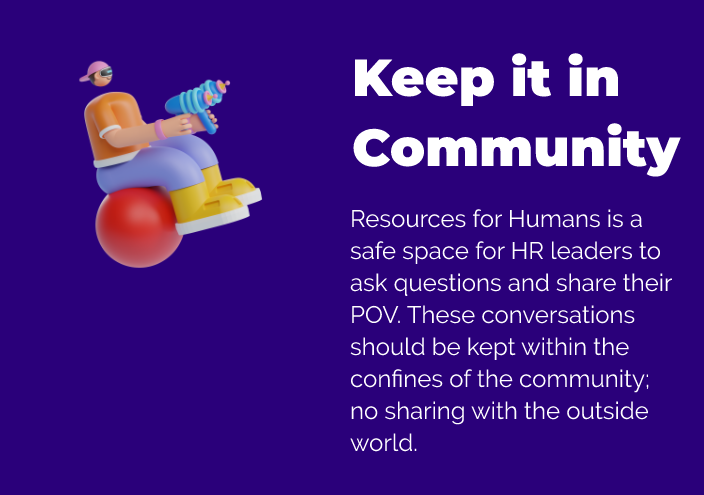 Keep it in
Community
Resources for Humans is a
safe space for HR leaders to
ask questions and share their
POV. These conversations
should be kept within the
confines of the community;
no sharing with the outside
world.